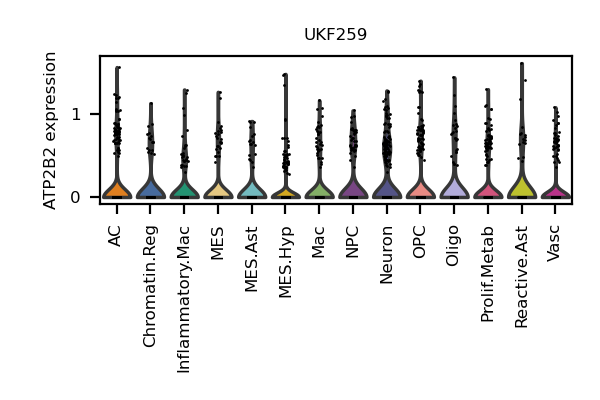 UKF259
ATP2B2 expression
1
0
AC
Chromatin.Reg
Inflammatory.Mac
MES
MES.Ast
MES.Hyp
Mac
NPC
Neuron
OPC
Oligo
Prolif.Metab
Reactive.Ast
Vasc